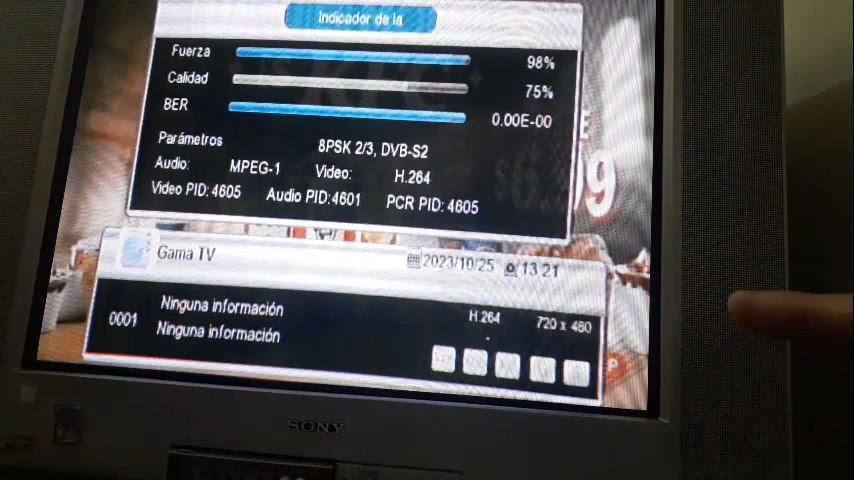 Indicador de la
Fuerza 98%
Calidad 75%
BER 0.00E-00
Parámetros 8PSK 2/3, DVB-S2
Audio: MPEG-1 Video: H.264
Video PID: 4605 Audio PID:4601 PCR PID: 4605
Gama TV 2023/10/25 13:21
Ninguna información H.264 720 x 480
0001 Ninguna información
SONY